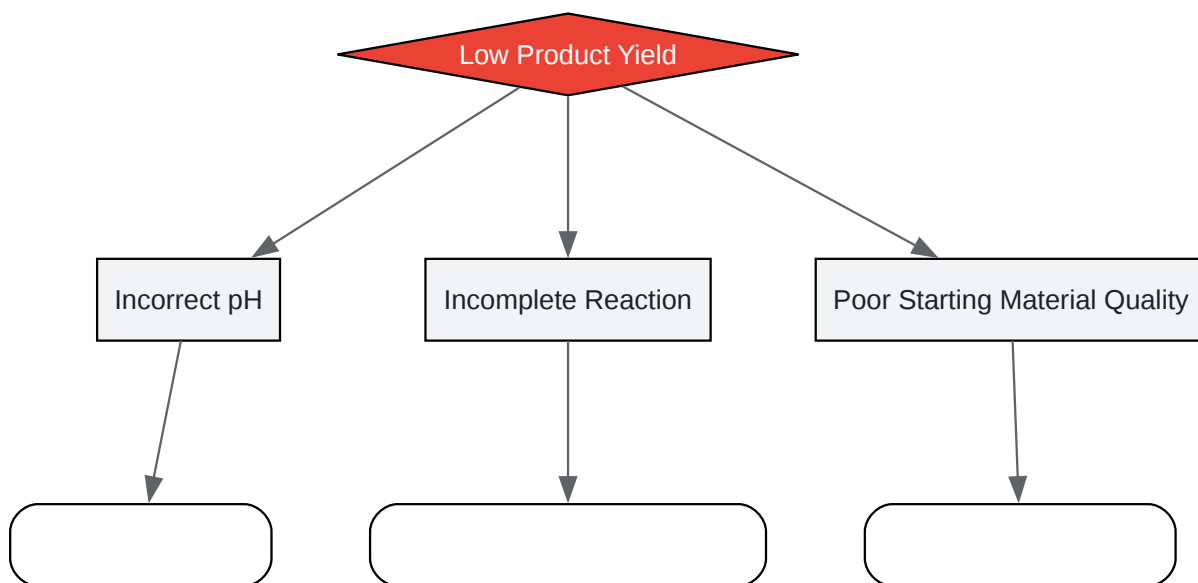 Low Product Yield
Incorrect pH
Incomplete Reaction
Poor Starting Material Quality